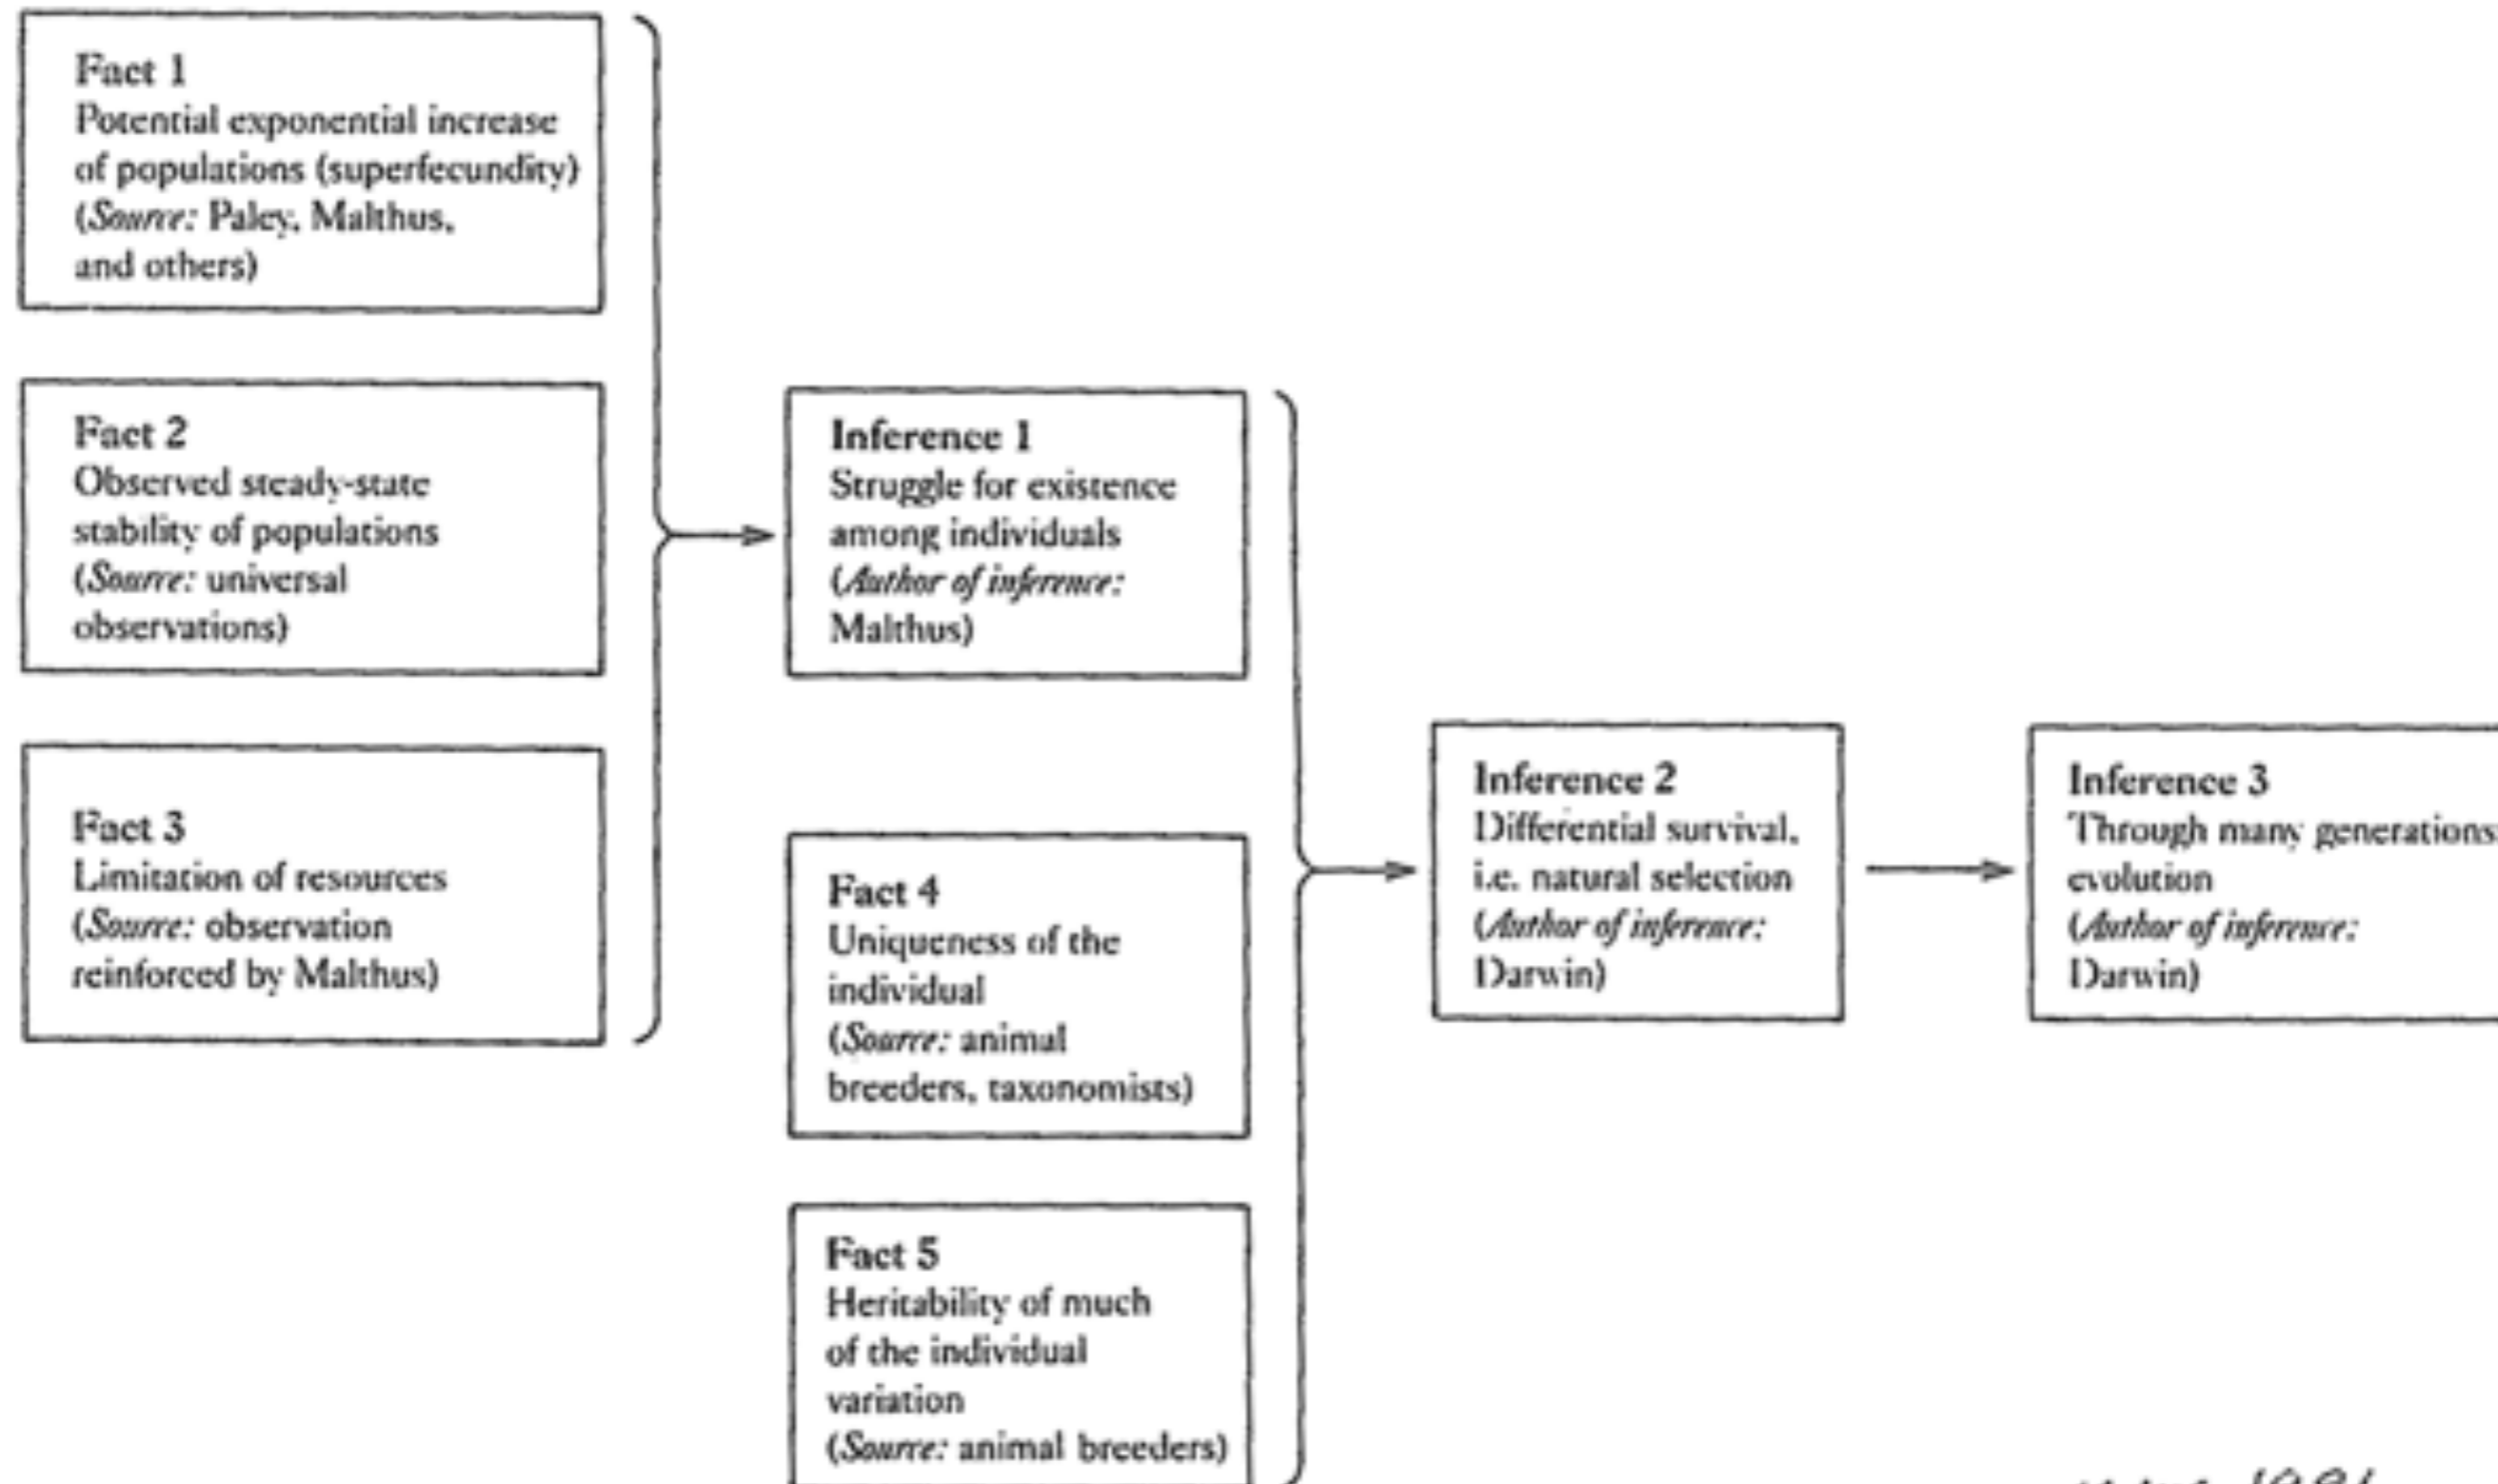 Fact 1
Potential exponential increase
of populations (superfecundity)
(Source: Paley, Malthus,
and others)
Fact 2
Observed steady-state
stability of populations
(Source: universal
observations)
Fact 3
Limitation of resources
(Source: observation
reinforced by Malthus)
Inference 1
Struggle for existence
among individuals
(Author of inference:
Malthus)
Fact 4
Uniqueness of the
individual
(Source: animal
breeders, taxonomists)
Fact 5
Heritability of much
of the individual
variation
(Source: animal breeders)
Inference 2
Differential survival,
i.e. natural selection
(Author of inference:
Darwin)
Inference 3
Through many generations:
evolution
(Author of inference:
Darwin)
1991